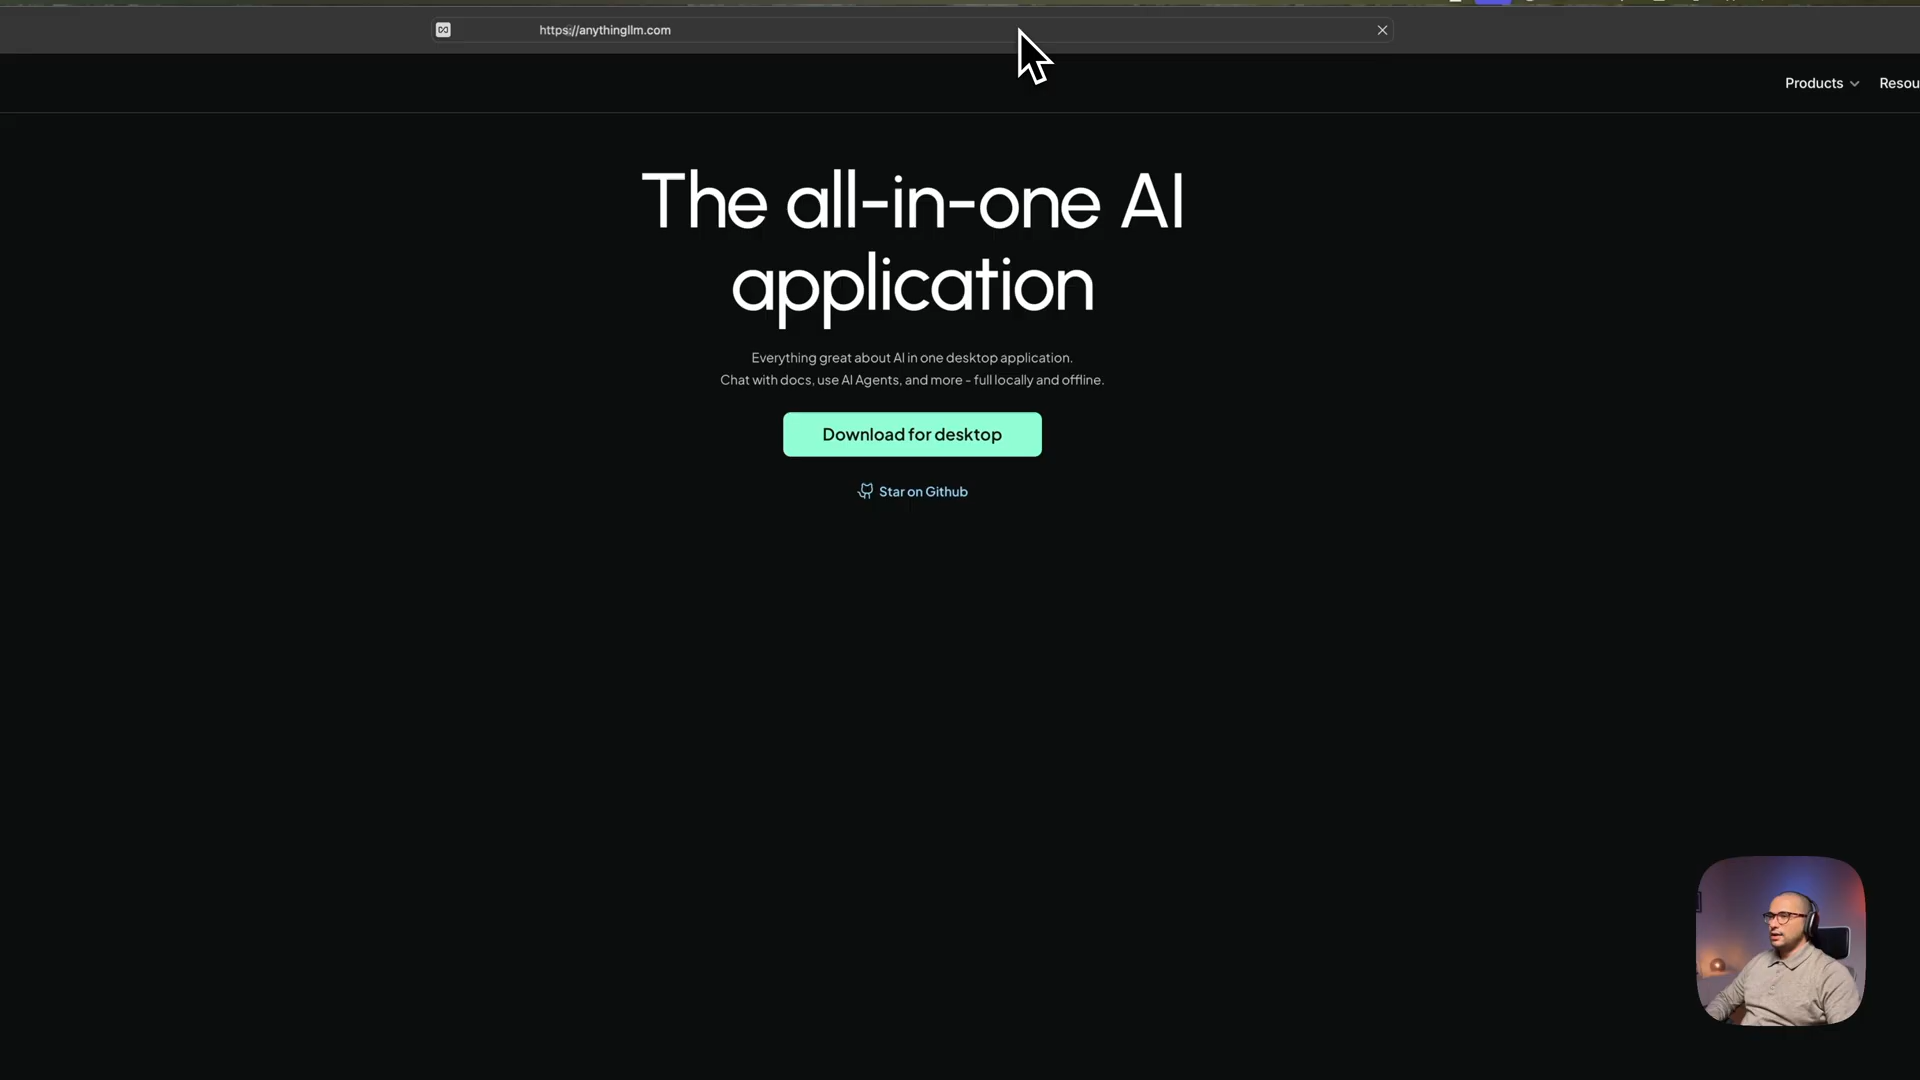 https://anythingllm.com
Products
Resou
The all-in-one AI
application
Everything great about AI in one desktop application.
Chat with docs, use AI Agents, and more - full locally and offline.
Download for desktop
Star on Github